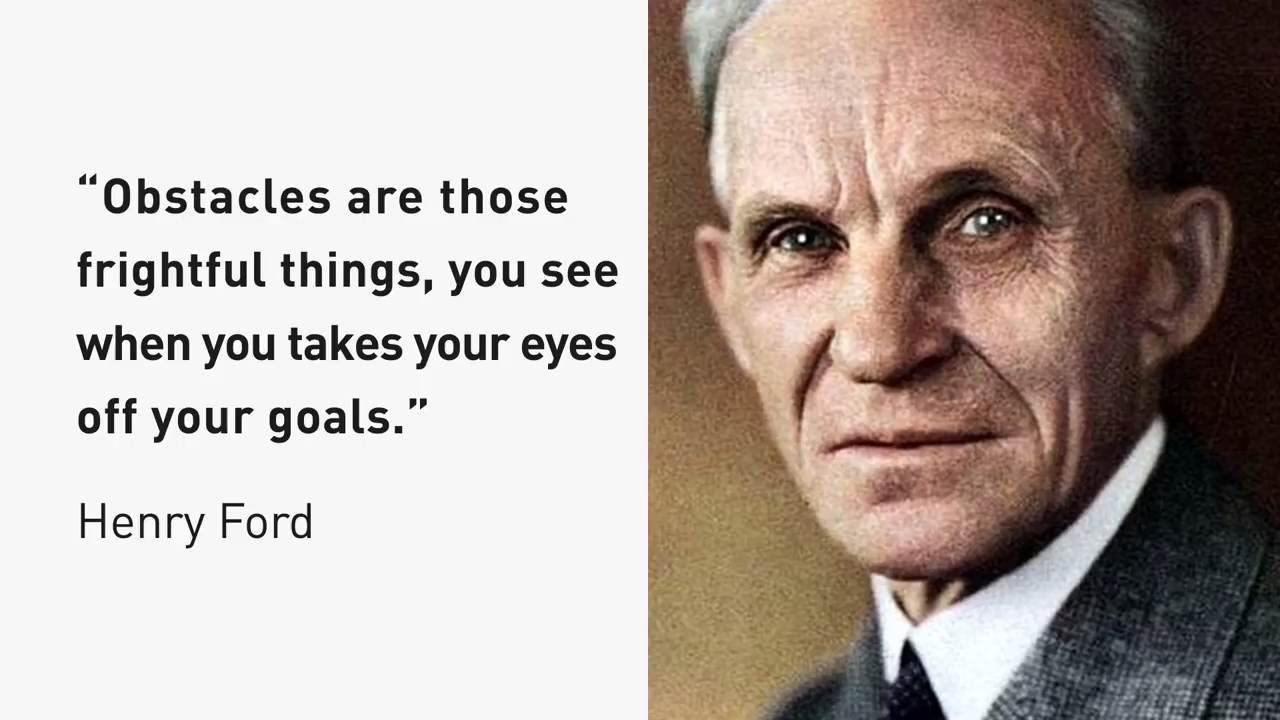 “Obstacles are those
frightful things, you see
when you takes your eyes
off your goals.”
Henry Ford